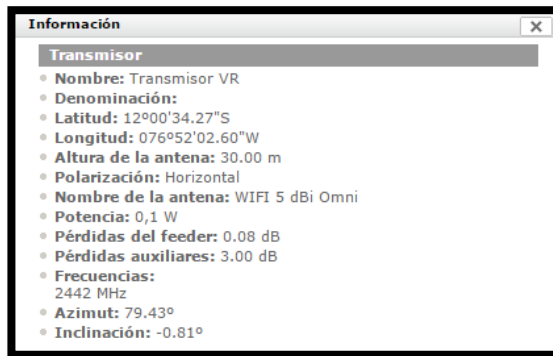 Información
Transmisor
Nombre: Transmisor VR
Denominación:
Latitud: 12º00'34.27"S
Longitud: 076º52'02.60"W
Altura de la antena: 30.00 m
Polarización: Horizontal
Nombre de la antena: WIFI 5 dBi Omni
Potencia: 0,1 W
Pérdidas del feeder: 0.08 dB
Pérdidas auxiliares: 3.00 dB
Frecuencias:
2442 MHz
Azimut: 79.43º
Inclinación: -0.81º